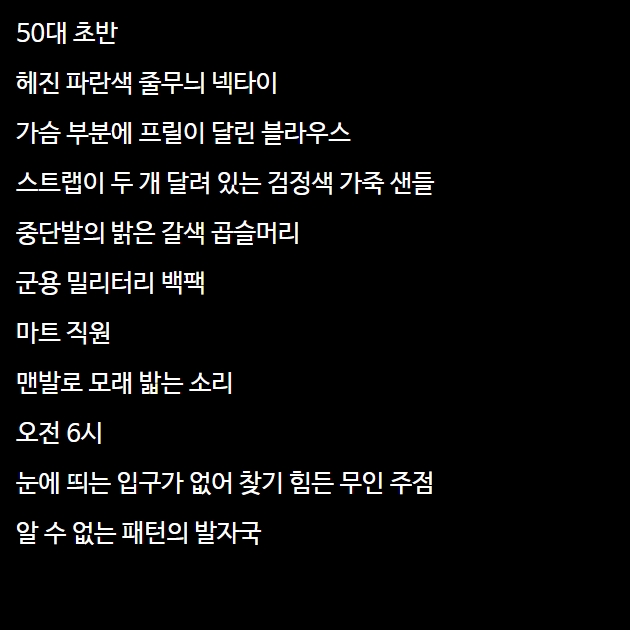 50대 초반
헤진 파란색 줄무늬 넥타이
가슴 부분에 프릴이 달린 블라우스
스트랩이 두 개 달려 있는 검정색 가죽 샌들
중단발의 밝은 갈색 곱슬머리
군용 밀리터리 백팩
마트 직원
맨발로 모래 밟는 소리
오전 6시
눈에 띄는 입구가 없어 찾기 힘든 무인 주점
알 수 없는 패턴의 발자국